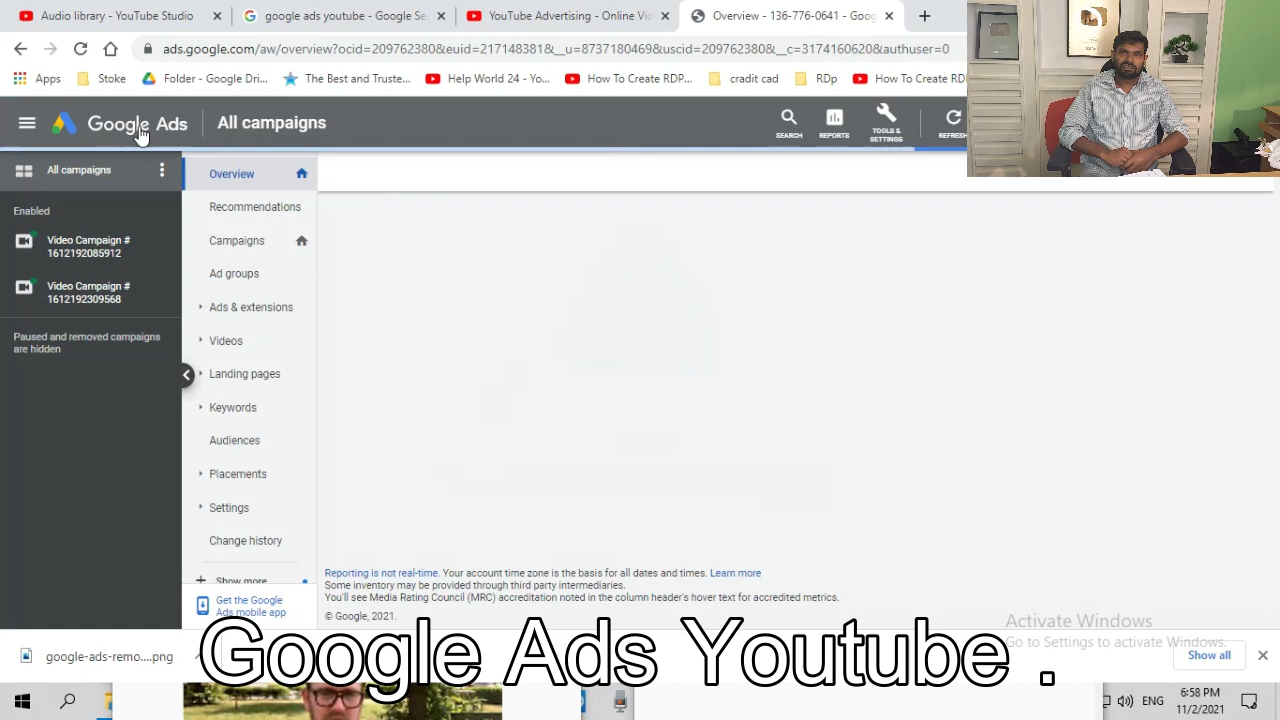 Audio library - YouTube Studio
googleads youtube - Google Se
YouTube Advertising - Online Vi
Overview - 136-776-0641 - Goog
ads.google.com/aw/overview?ocid=209762380&euid=217148381&__u=8737180469&uscid=209762380&__c=3174160620&authuser=0
Apps
Stoke
Folder - Google Dri...
The Best and Truste...
Help World 24 - Yo...
How To Create RDP...
cradit cad
RDp
How To Create RD
Google Ads
All campaigns
SEARCH
REPORTS
TOOLS & SETTINGS
REFRESH
All campaigns
Enabled
Video Campaign #
1612192085912
Video Campaign #
1612192309568
Paused and removed campaigns
are hidden
Overview
Recommendations
Campaigns
Ad groups
Ads & extensions
Videos
Landing pages
Keywords
Audiences
Placements
Settings
Change history
Show more
Get the Google
Ads mobile app
Reporting is not real-time. Your account time zone is the basis for all dates and times. Learn more
Some inventory may be provided through third party intermediaries.
You'll see Media Rating Council (MRC) accreditation noted in the column header's hover text for accredited metrics.
© Google, 2021.
Activate Windows
Go to Settings to activate Windows.
google-ads-remo....png
Show all
Google Ads Youtube .
ENG
6:58 PM
11/2/2021